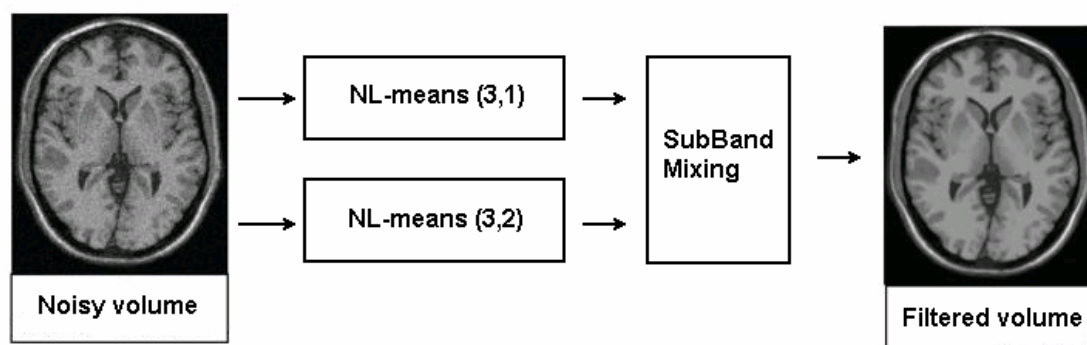 NL-means (3,1)
SubBand
Mixing
NL-means (3,2)
Noisy volume
Filtered volume